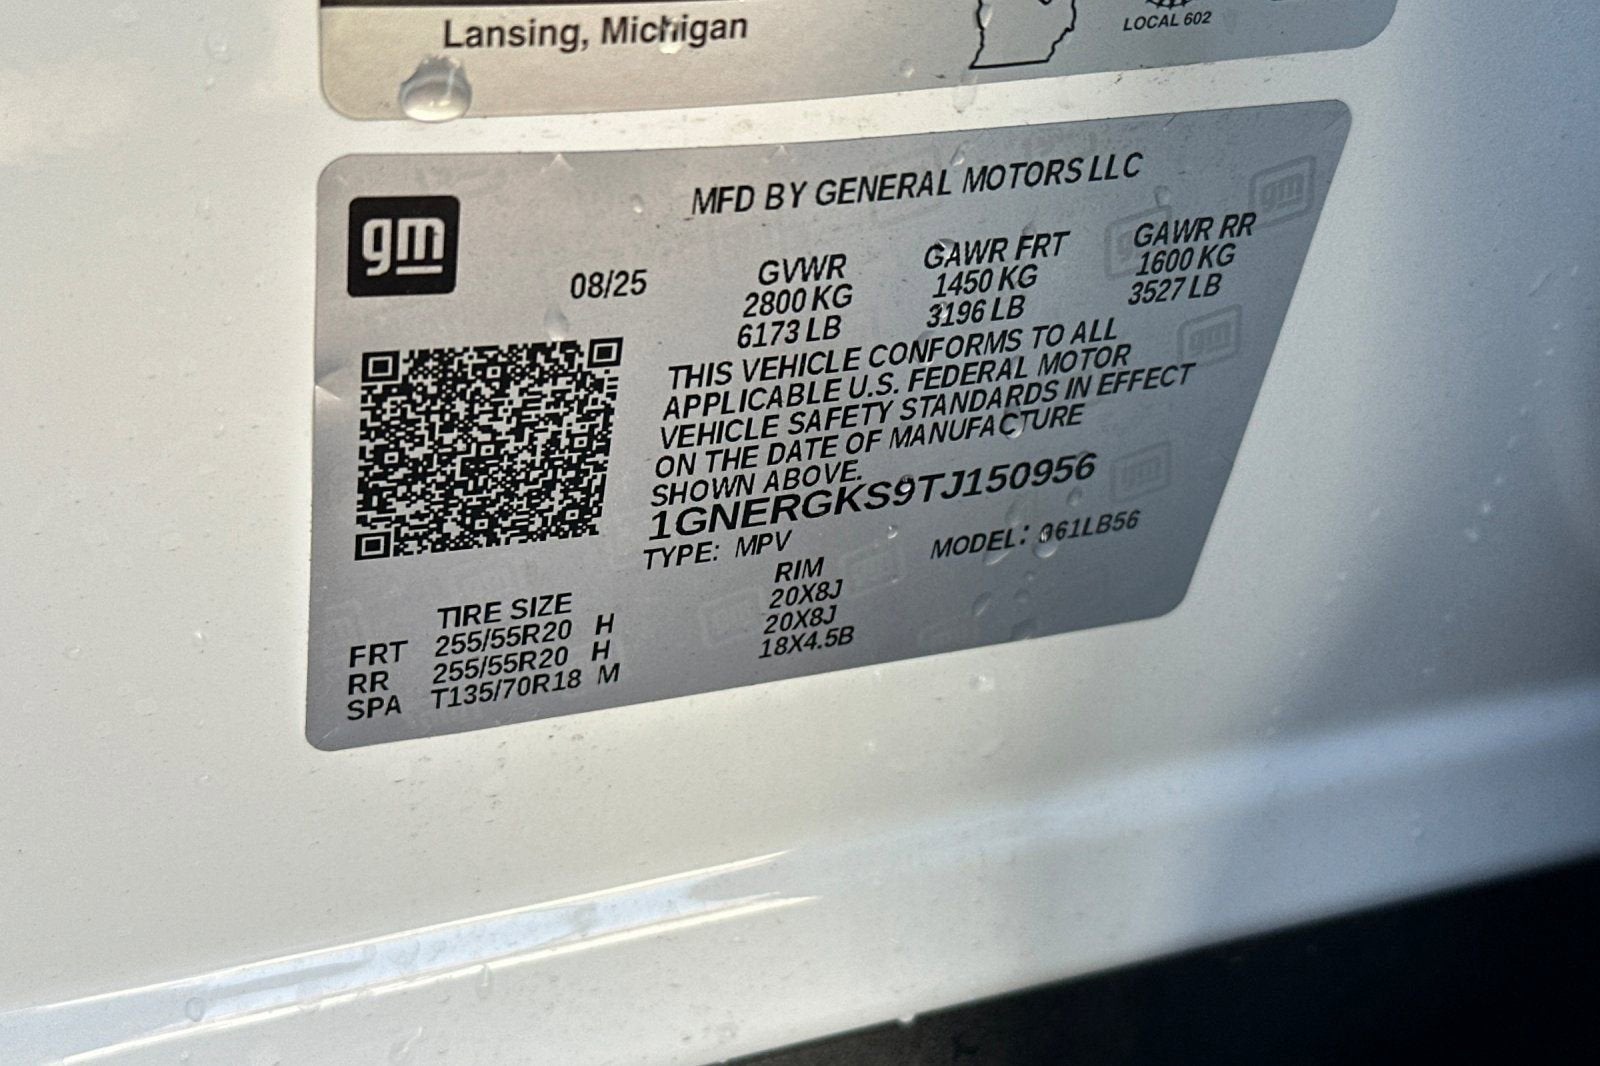 Lansing, Michigan
LOCAL 602
gm
MFD BY GENERAL MOTORS LLC
08/25
GVWR
2800 KG
6173 LB
GAWR FRT
1450 KG
3196 LB
GAWR RR
1600 KG
3527 LB
THIS VEHICLE CONFORMS TO ALL
APPLICABLE U.S. FEDERAL MOTOR
VEHICLE SAFETY STANDARDS IN EFFECT
ON THE DATE OF MANUFACTURE
SHOWN ABOVE.
1GNERGKS9TJ150956
TYPE: MPV
MODEL: 061LB56
TIRE SIZE
RIM
FRT 255/55R20 H 20X8J
RR 255/55R20 H 20X8J
SPA T135/70R18 M 18X4.5B